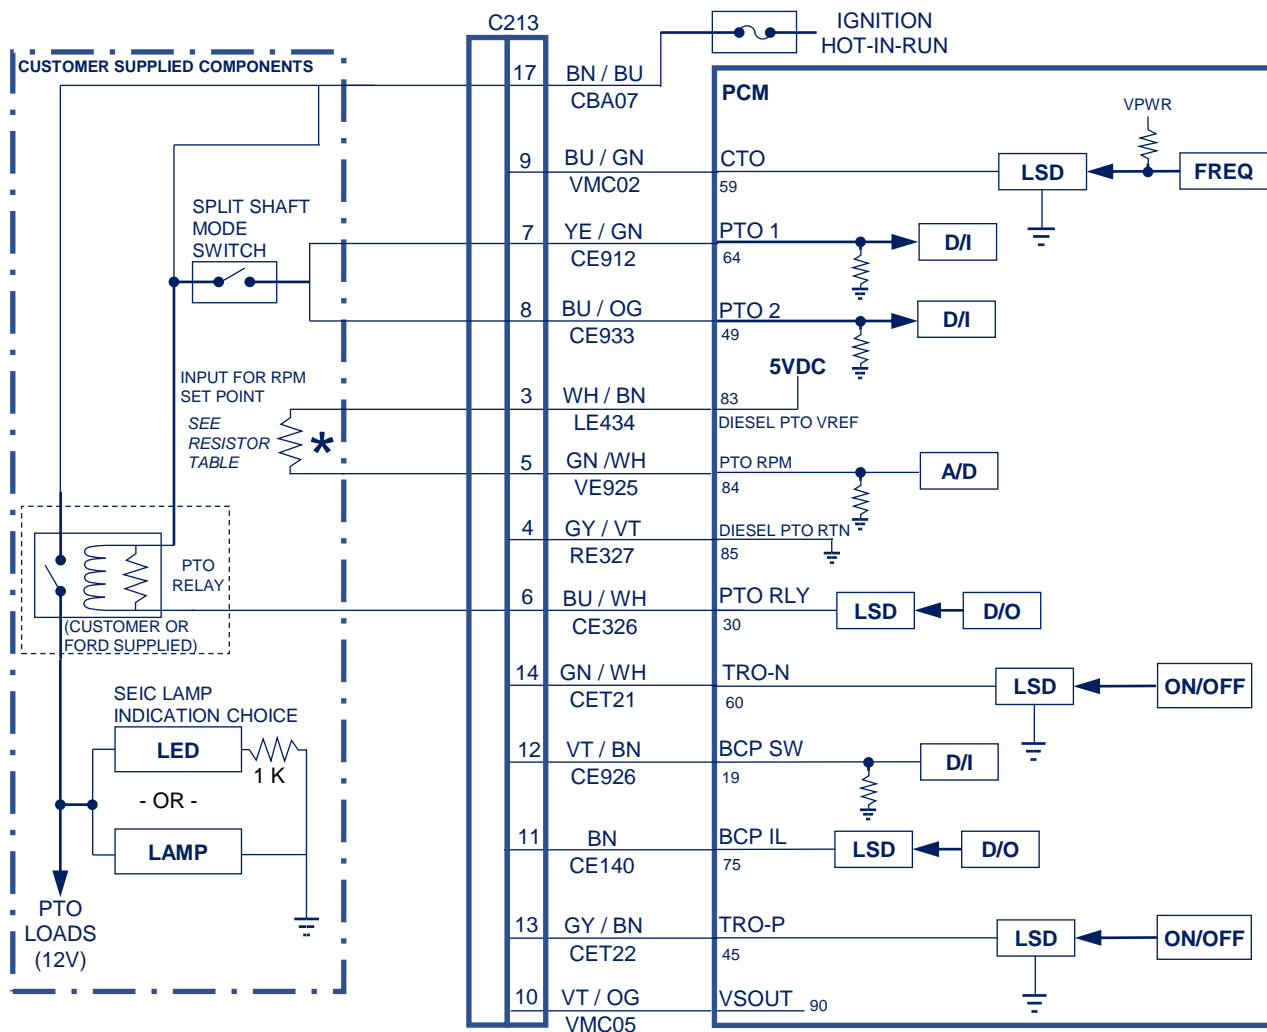 C213
IGNITION
HOT-IN-RUN
CUSTOMER SUPPLIED COMPONENTS
17
BN / BU
CBA07
PCM
VPWR
9
BU / GN
VMC02
CTO
59
LSD
FREQ
SPLIT SHAFT
MODE
SWITCH
7
YE / GN
CE912
PTO 1
64
D/I
8
BU / OG
CE933
PTO 2
49
D/I
5VDC
INPUT FOR RPM
SET POINT
SEE
RESISTOR
TABLE
*
3
WH / BN
LE434
83
DIESEL PTO VREF
5
GN /WH
VE925
PTO RPM
84
A/D
4
GY / VT
RE327
DIESEL PTO RTN
85
PTO
RELAY
(CUSTOMER OR
FORD SUPPLIED)
6
BU / WH
CE326
PTO RLY
30
LSD
D/O
14
GN / WH
CET21
TRO-N
60
LSD
ON/OFF
SEIC LAMP
INDICATION CHOICE
LED
1 K
- OR -
LAMP
12
VT / BN
CE926
BCP SW
19
D/I
11
BN
CE140
BCP IL
75
LSD
D/O
PTO
LOADS
(12V)
13
GY / BN
CET22
TRO-P
45
LSD
ON/OFF
10
VT / OG
VMC05
VSOUT
90